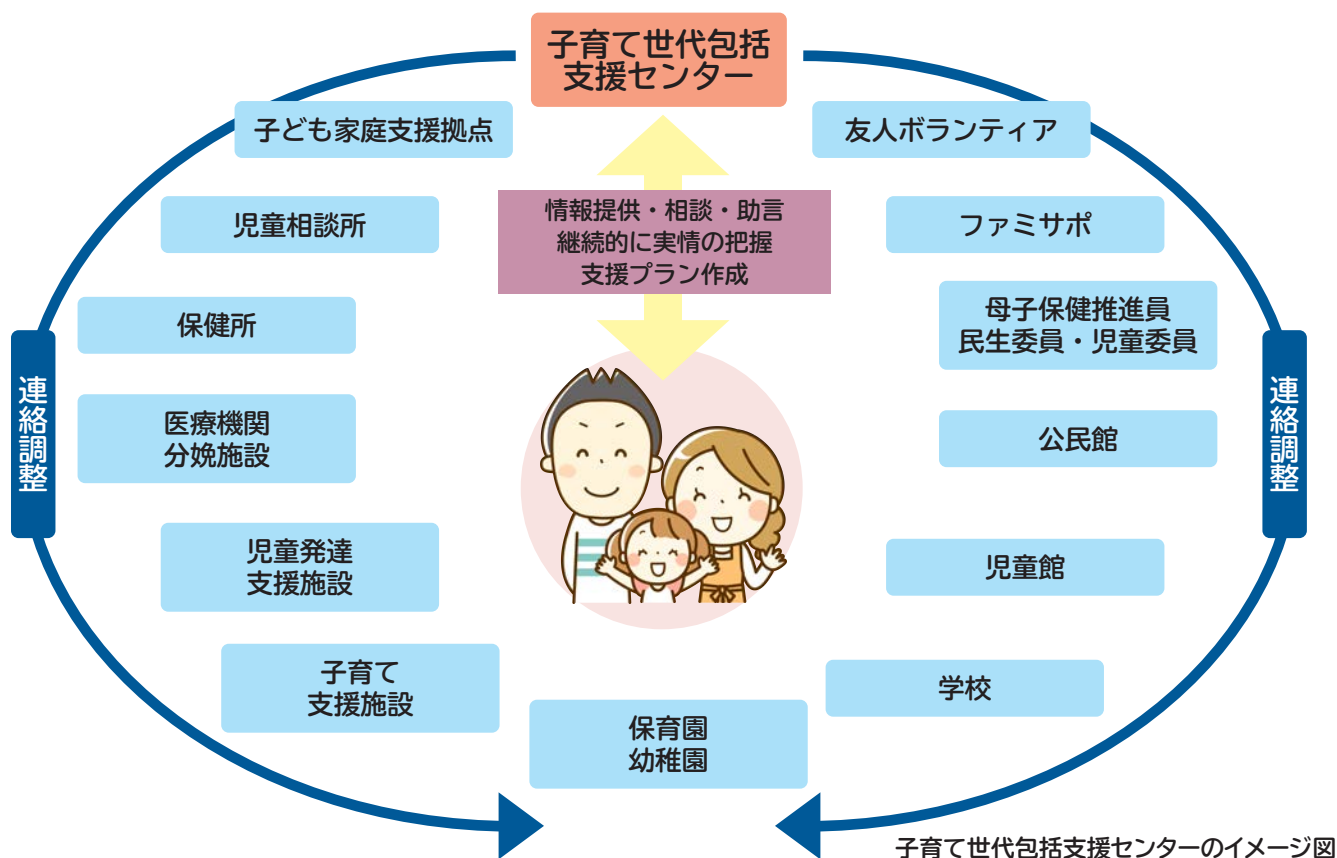 子育て世代包括
支援センター
子ども家庭支援拠点
友人ボランティア
情報提供・相談・助言
継続的に実情の把握
支援プラン作成
児童相談所
ファミサポ
保健所
母子保健推進員
民生委員・児童委員
連絡調整
連絡調整
医療機関
分娩施設
公民館
児童発達
支援施設
児童館
子育て
支援施設
学校
保育園
幼稚園
子育て世代包括支援センターのイメージ図